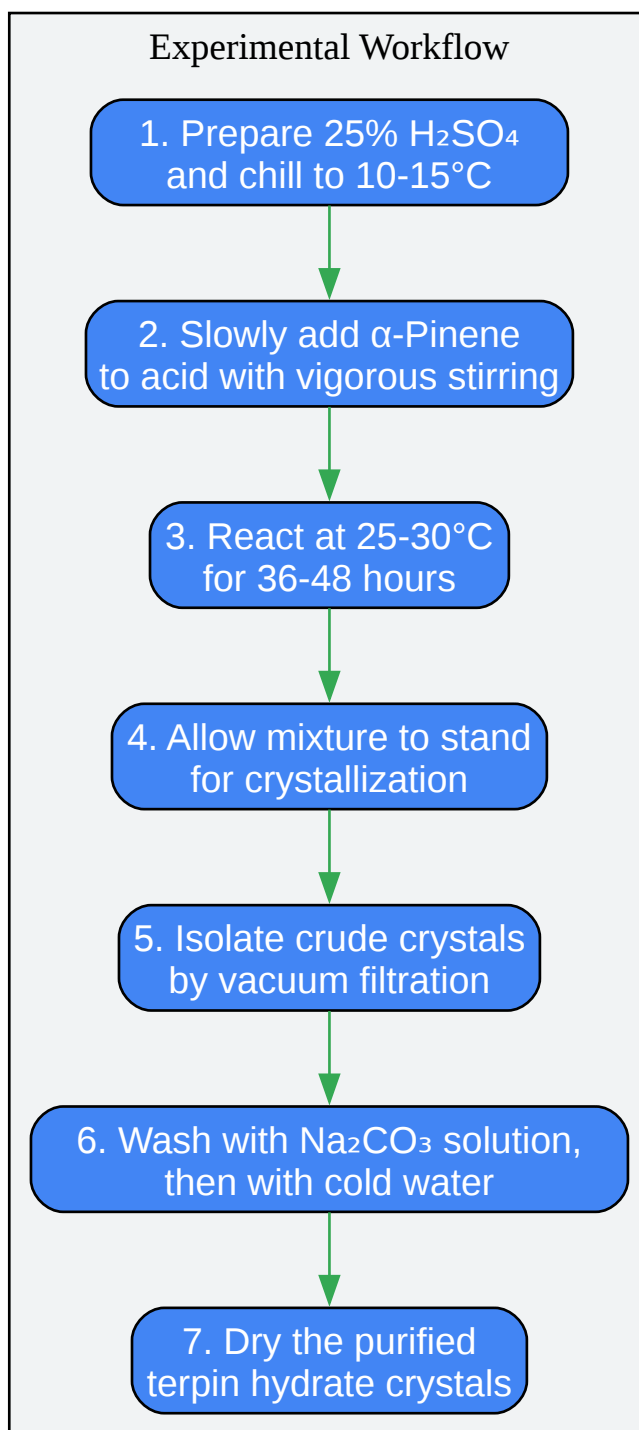 Experimental Workflow
1. Prepare 25% H₂SO₄
and chill to 10-15°C
2. Slowly add α-Pinene
to acid with vigorous stirring
3. React at 25-30°C
for 36-48 hours
4. Allow mixture to stand
for crystallization
5. Isolate crude crystals
by vacuum filtration
6. Wash with Na₂CO₃ solution,
then with cold water
7. Dry the purified
terpin hydrate crystals